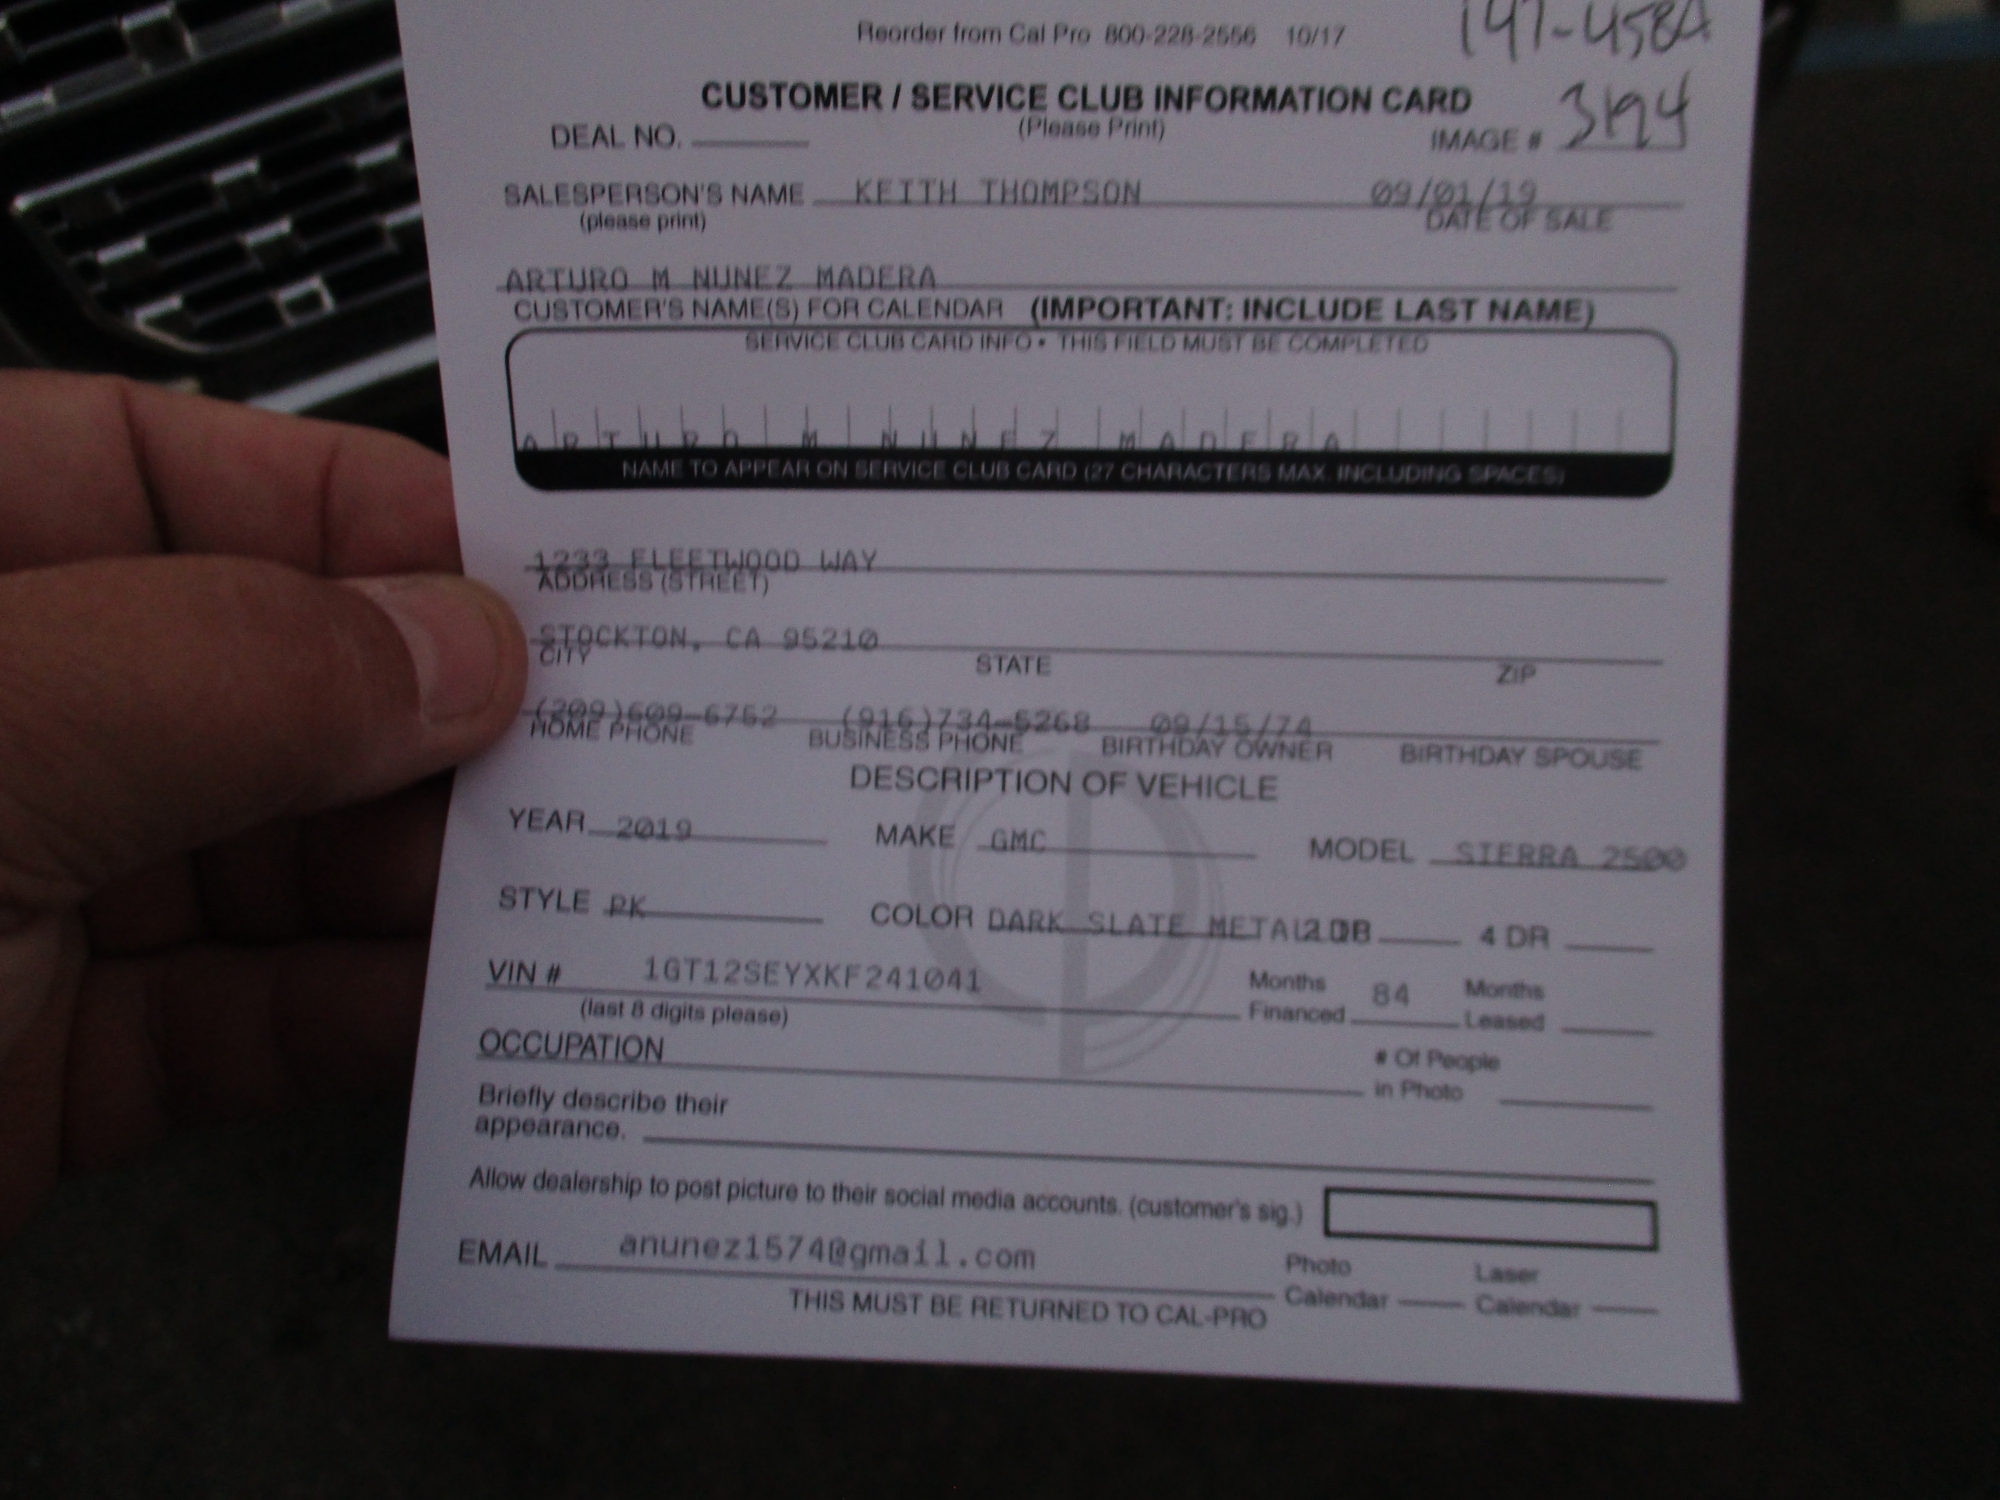 Reorder from Cal Pro 800-228-2556 10/17
147-4584
CUSTOMER / SERVICE CLUB INFORMATION CARD
(Please Print)
DEAL NO. IMAGE # 3194
SALESPERSON'S NAME KEITH THOMPSON 09/01/19
(please print) DATE OF SALE
ARTURO M NUNEZ MADERA
CUSTOMER'S NAME(S) FOR CALENDAR (IMPORTANT: INCLUDE LAST NAME)
SERVICE CLUB CARD INFO • THIS FIELD MUST BE COMPLETED
ARTURO M NUNEZ MADERA
NAME TO APPEAR ON SERVICE CLUB CARD (27 CHARACTERS MAX. INCLUDING SPACES)
1233 FLEETWOOD WAY
ADDRESS (STREET)
STOCKTON, CA 95210
CITY STATE ZIP
(209)609-6752 (916)734-5268 09/15/74
HOME PHONE BUSINESS PHONE BIRTHDAY OWNER BIRTHDAY SPOUSE
DESCRIPTION OF VEHICLE
YEAR 2019 MAKE GMC MODEL SIERRA 2500
STYLE PK COLOR DARK SLATE METAL 2 DR 4 DR
VIN # 1GT12SEYXKF241041 Months Financed 84 Months Leased
(last 8 digits please)
OCCUPATION # Of People in Photo
Briefly describe their
appearance.
Allow dealership to post picture to their social media accounts. (customer's sig.)
EMAIL anunez1574@gmail.com Photo Calendar Laser Calendar
THIS MUST BE RETURNED TO CAL-PRO